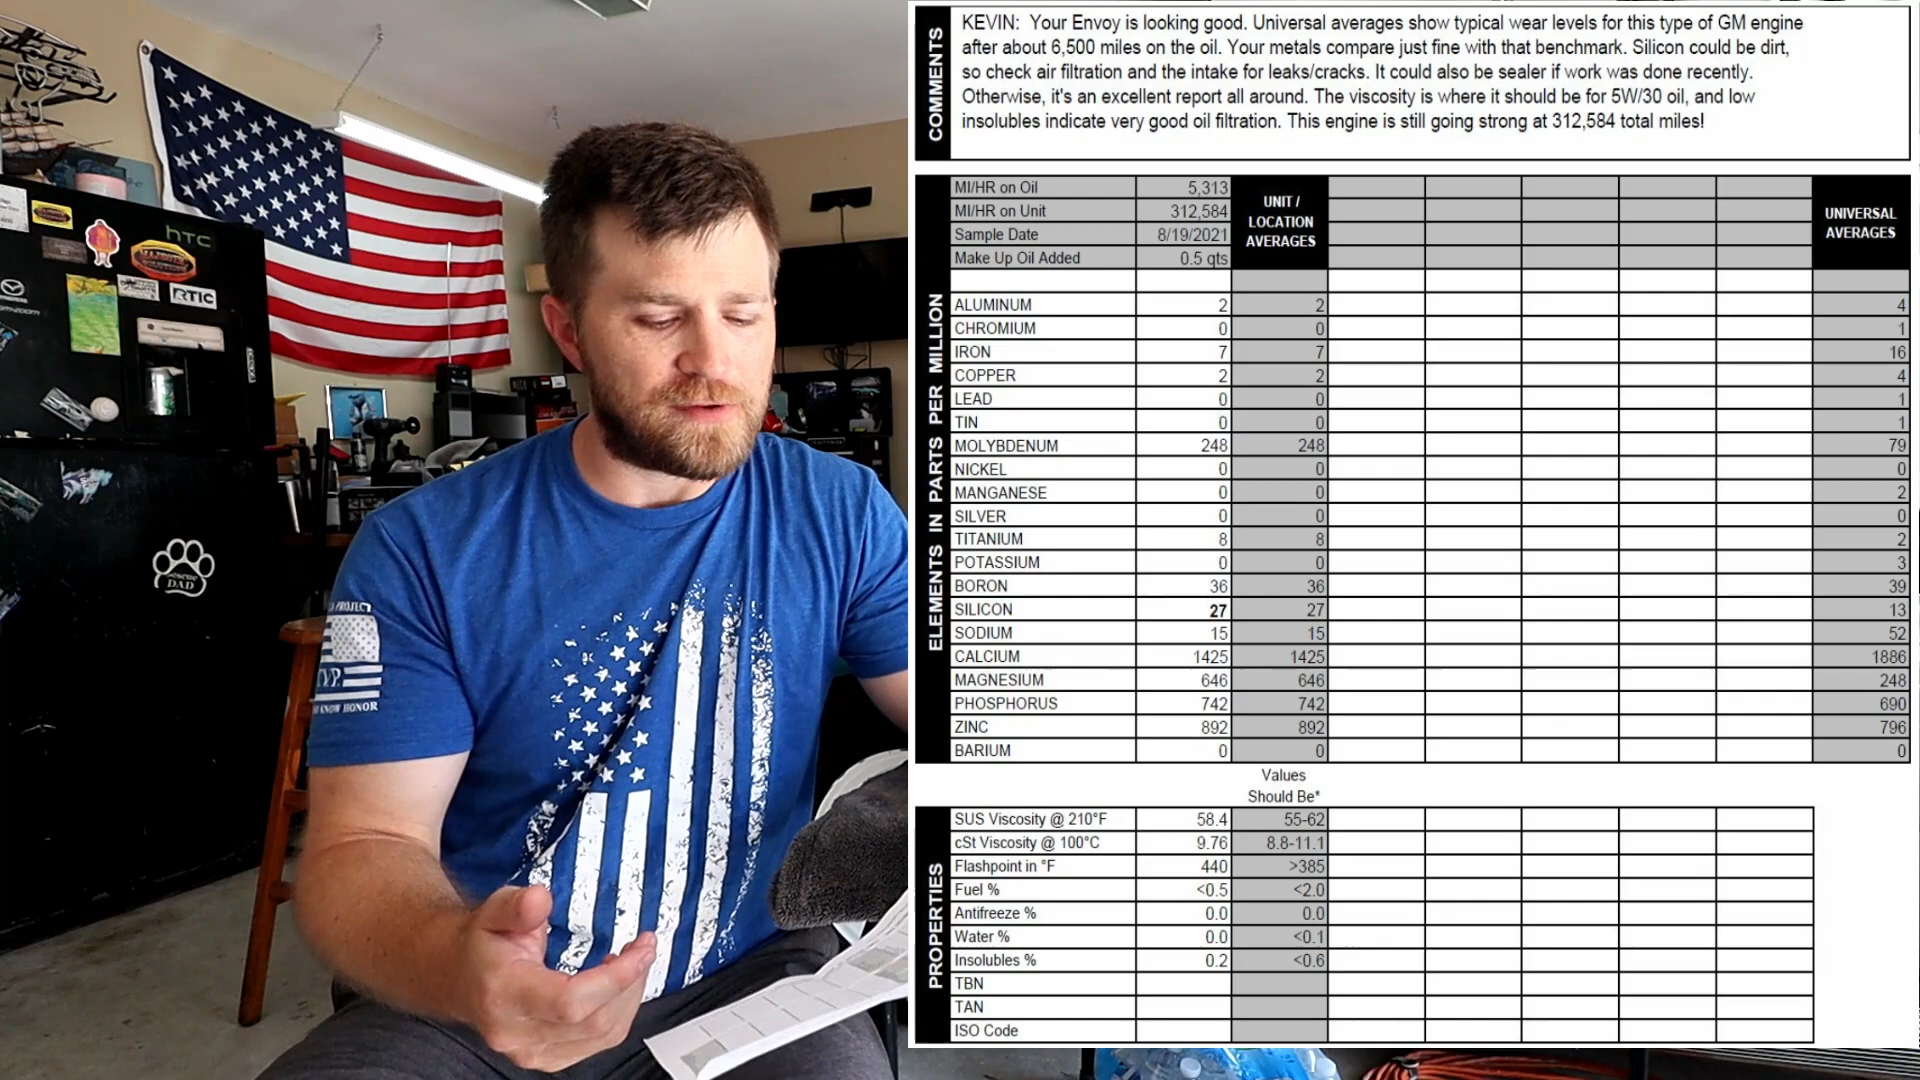 KEVIN: Your Envoy is looking good. Universal averages show typical wear levels for this type of GM engine
after about 6,500 miles on the oil. Your metals compare just fine with that benchmark. Silicon could be dirt,
so check air filtration and the intake for leaks/cracks. It could also be sealer if work was done recently.
Otherwise, it's an excellent report all around. The viscosity is where it should be for 5W/30 oil, and low
insolubles indicate very good oil filtration. This engine is still going strong at 312,584 total miles!
COMMENTS
MI/HR on Oil 5,313
MI/HR on Unit 312,584
Sample Date 8/19/2021
Make Up Oil Added 0.5 qts
UNIT /
LOCATION
AVERAGES
UNIVERSAL
AVERAGES
ELEMENTS IN PARTS PER MILLION
ALUMINUM 2 2 4
CHROMIUM 0 0 1
IRON 7 7 16
COPPER 2 2 4
LEAD 0 0 1
TIN 0 0 1
MOLYBDENUM 248 248 79
NICKEL 0 0 0
MANGANESE 0 0 2
SILVER 0 0 0
TITANIUM 8 8 2
POTASSIUM 0 0 3
BORON 36 36 39
SILICON 27 27 13
SODIUM 15 15 52
CALCIUM 1425 1425 1886
MAGNESIUM 646 646 248
PHOSPHORUS 742 742 690
ZINC 892 892 796
BARIUM 0 0 0
Values
Should Be*
PROPERTIES
SUS Viscosity @ 210°F 58.4 55-62
cSt Viscosity @ 100°C 9.76 8.8-11.1
Flashpoint in °F 440 >385
Fuel % <0.5 <2.0
Antifreeze % 0.0 0.0
Water % 0.0 <0.1
Insolubles % 0.2 <0.6
TBN
TAN
ISO Code
hTC
RTIC
mazda
RESCUE
DAD
PROJECT
KNOW HONOR